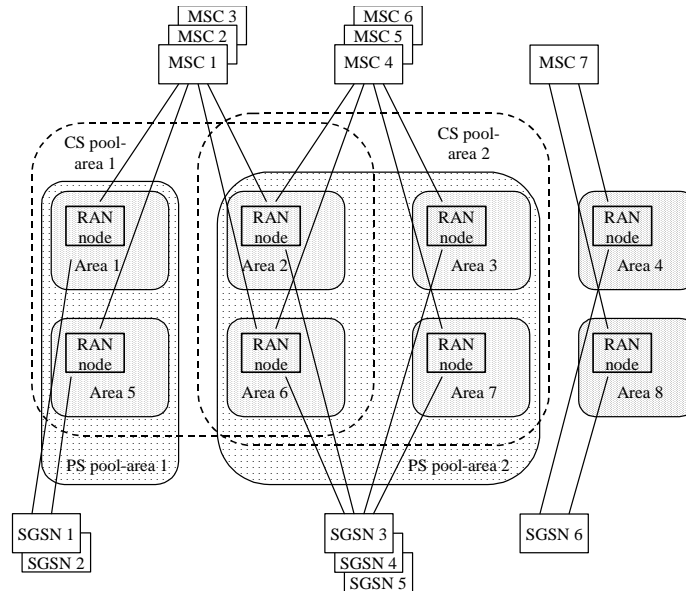 MSC 3
MSC 2
MSC 1
MSC 6
MSC 5
MSC 4
MSC 7
CS pool-
area 1
CS pool-
area 2
RAN
node
Area 1
RAN
node
Area 2
RAN
node
Area 3
RAN
node
Area 4
RAN
node
Area 5
RAN
node
Area 6
RAN
node
Area 7
RAN
node
Area 8
PS pool-area 1
PS pool-area 2
SGSN 1
SGSN 2
SGSN 3
SGSN 4
SGSN 5
SGSN 6